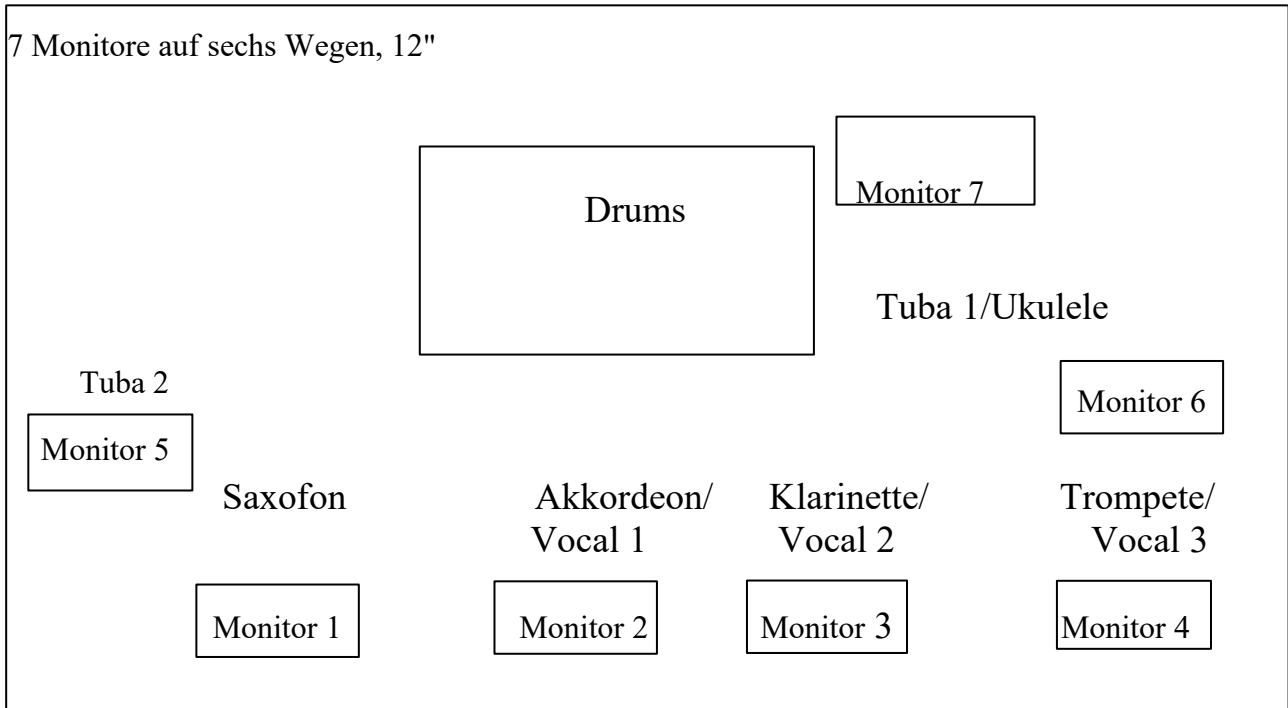 7 Monitore auf sechs Wegen, 12"
Monitor 7
Drums
Tuba 1/Ukulele
Tuba 2
Monitor 6
Monitor 5
Saxofon
Akkordeon/
Vocal 1
Klarinette/
Vocal 2
Trompete/
Vocal 3
Monitor 1
Monitor 2
Monitor 3
Monitor 4